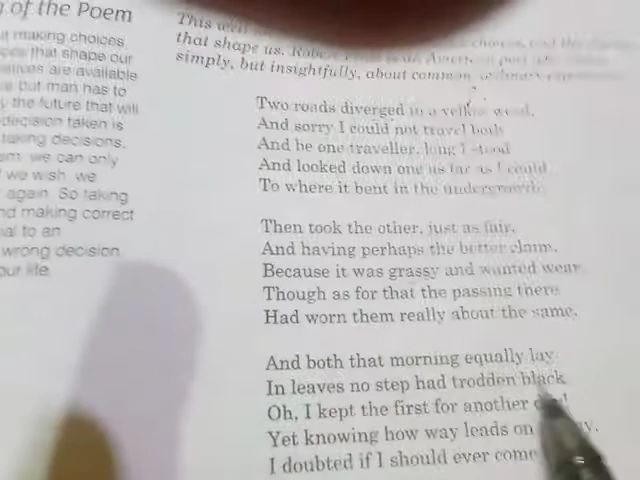 of the Poem
making choices,
that shape our
are available
but man has to
the future that will
decision taken is
taking decisions.
we can only
we wish we
again. So taking
making correct
to an
wrong decision
our life
This
that shape us.
simply, but insightfully, about common
Two roads diverged in a yellow wood,
And sorry I could not travel both
And be one traveller, long I stood
And looked down one as far as I could
To where it bent in the undergrowth
Then took the other, just as fair,
And having perhaps the better claim,
Because it was grassy and wanted wear
Though as for that the passing there
Had worn them really about the same,
And both that morning equally lay
In leaves no step had trodden black
Oh, I kept the first for another
Yet knowing how way leads on
I doubted if I should ever come